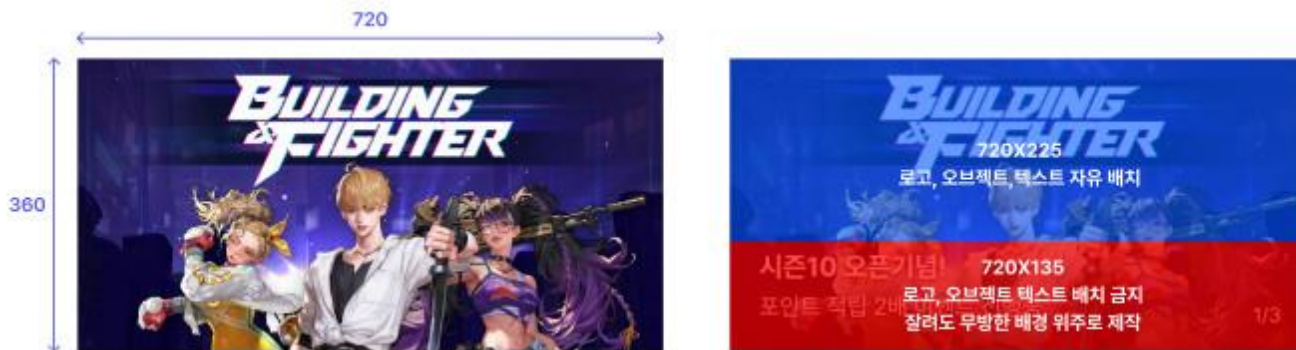 720
360
BUILDING
& FIGHTER
BUILDING
& FIGHTER
720X225
로고, 오브젝트,텍스트 자유 배치
시즌10 오픈기념!
720X135
로고, 오브젝트 텍스트 배치 금지
포인트 적립 2배
잘려도 무방한 배경 위주로 제작
1/3